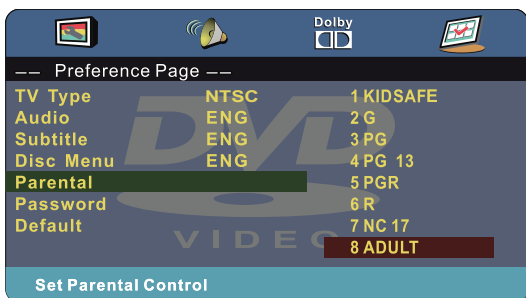 Dolby
-- Preference Page --
TV Type NTSC 1 KIDSAFE
Audio ENG 2 G
Subtitle ENG 3 PG
Disc Menu ENG 4 PG 13
Parental 5 PGR
Password 6 R
Default 7 NC 17
8 ADULT
DVD
VIDEO
Set Parental Control